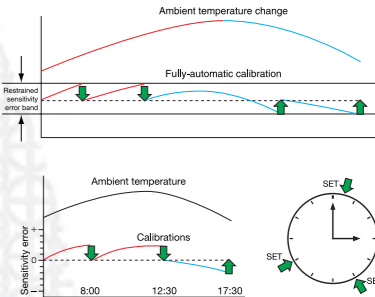 Ambient temperature change
Fully-automatic calibration
Restrained
sensitivity
error band
Ambient temperature
Calibrations
Sensitivity error
+
0
−
8:00
12:30
17:30
SET
SET
SE